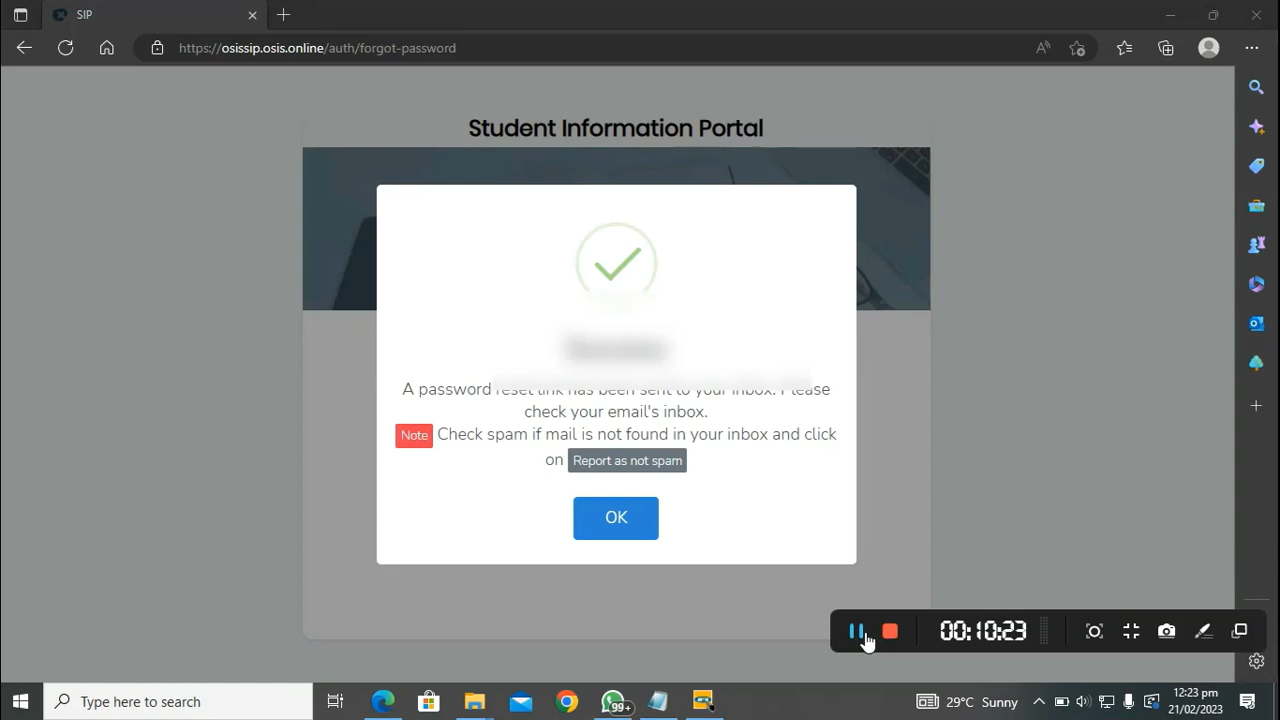 SIP
https://osissip.osis.online/auth/forgot-password
Student Information Portal
A password reset link has been sent to your inbox. Please
check your email's inbox.
Note Check spam if mail is not found in your inbox and click
on Report as not spam
OK
00:10:23
Type here to search
99+
29°C Sunny
12:23 pm
21/02/2023